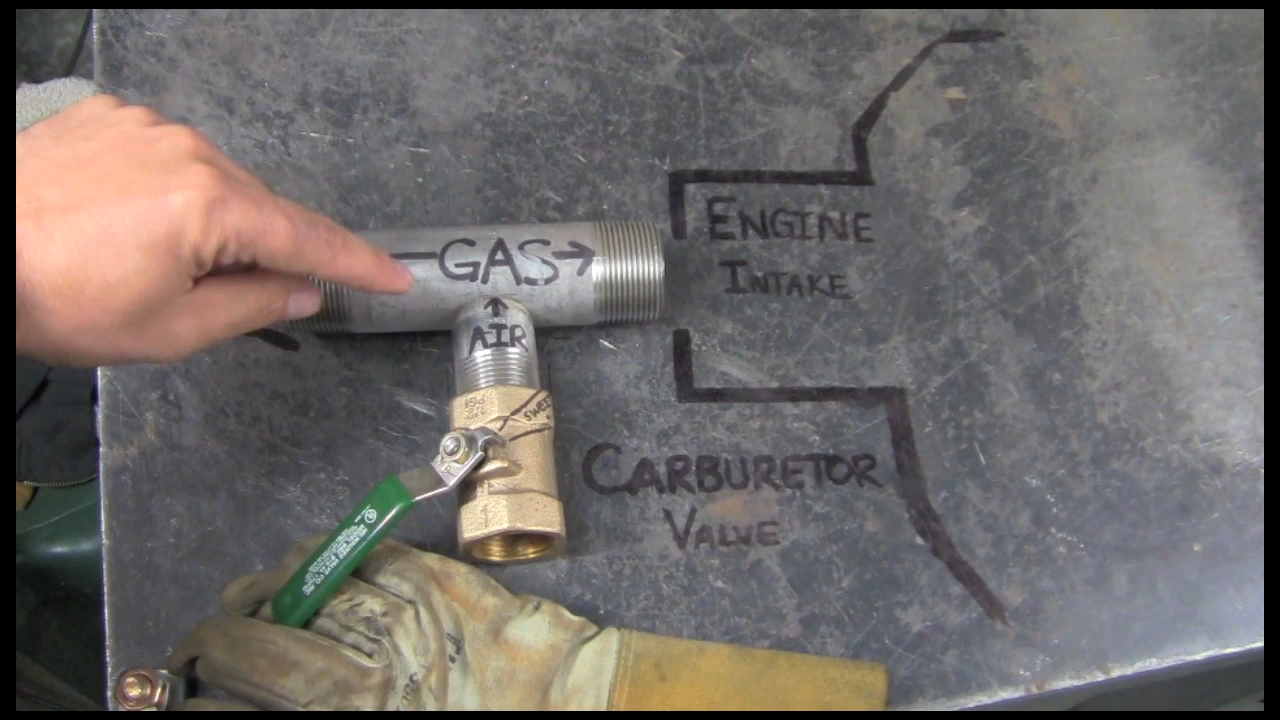 GAS
AIR
ENGINE
INTAKE
CARBURETOR
VALVE